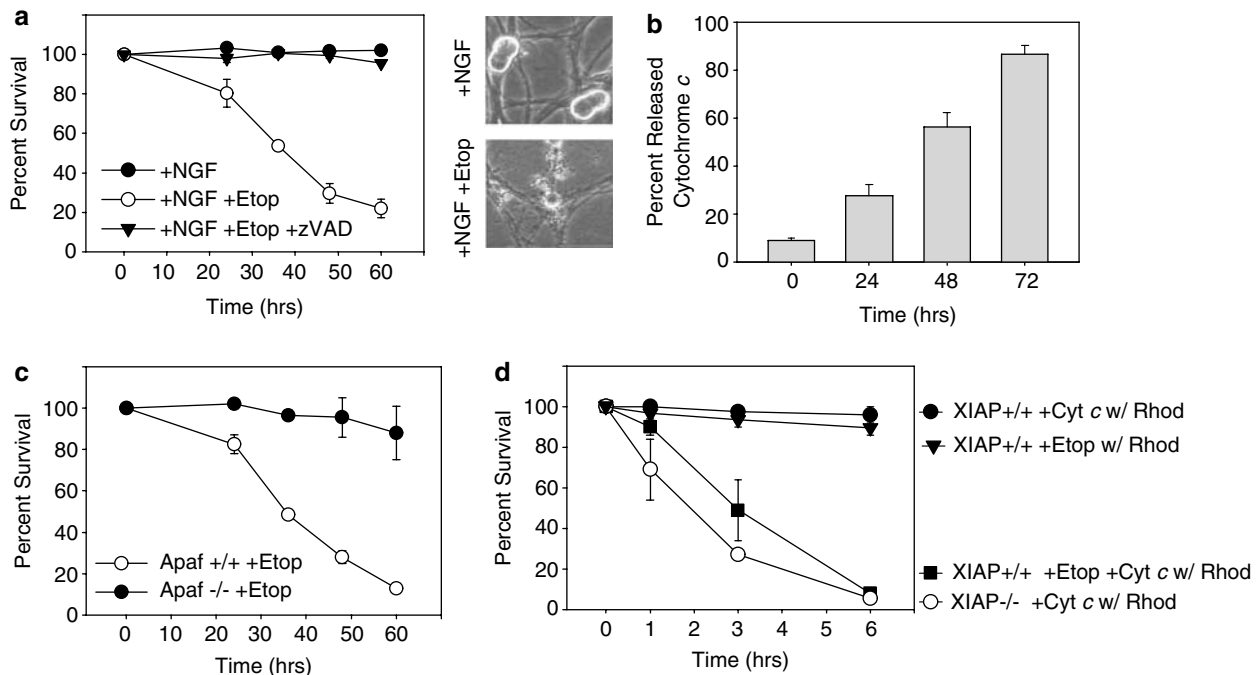 a
Percent Survival
100
80
60
40
20
0
+NGF
+NGF +Etop
+NGF +Etop +zVAD
0 10 20 30 40 50 60
Time (hrs)
+NGF
+NGF +Etop
b
Percent Released
Cytochrome c
100
80
60
40
20
0
0 24 48 72
Time (hrs)
c
Percent Survival
100
80
60
40
20
0
Apaf +/+ +Etop
Apaf -/- +Etop
0 10 20 30 40 50 60
Time (hrs)
d
Percent Survival
100
80
60
40
20
0
0 1 2 3 4 5 6
Time (hrs)
XIAP+/+ +Cyt c w/ Rhod
XIAP+/+ +Etop w/ Rhod
XIAP+/+ +Etop +Cyt c w/ Rhod
XIAP-/- +Cyt c w/ Rhod